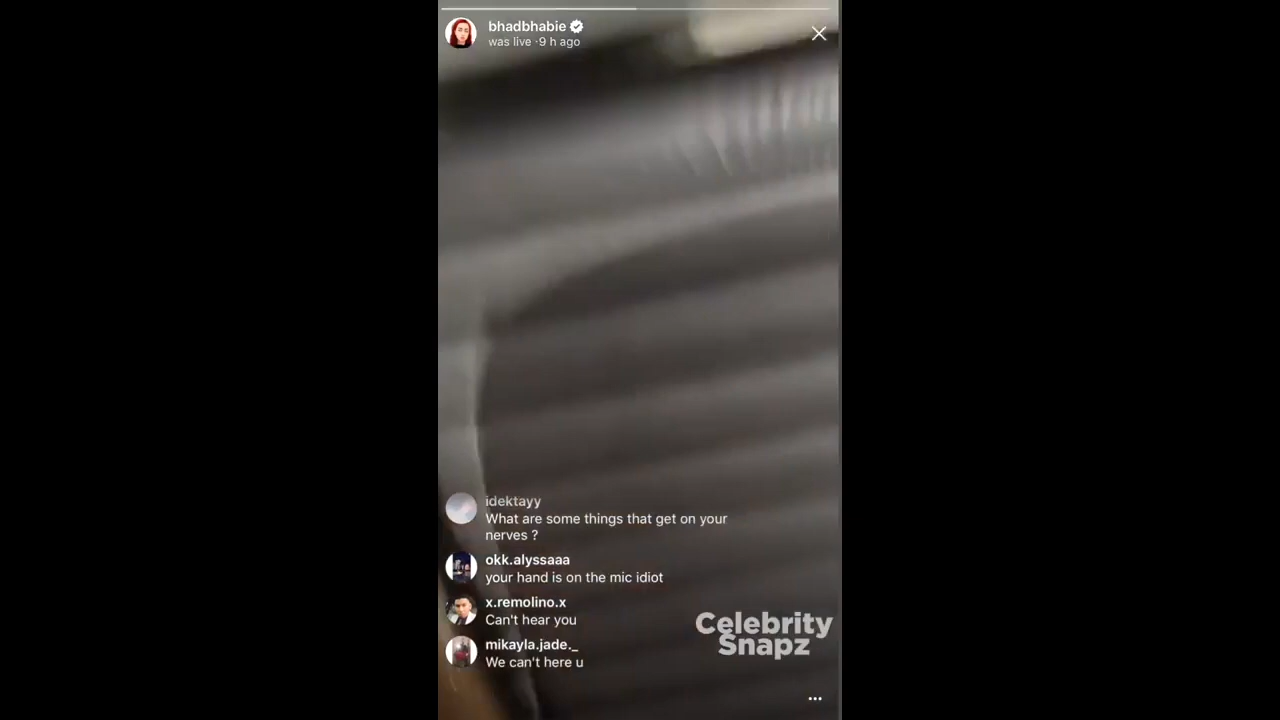 bhadbhabie
was live ·9 h ago
idektayy
What are some things that get on your
nerves ?
okk.alyssaaa
your hand is on the mic idiot
x.remolino.x
Can't hear you
mikayla.jade._
We can't here u
Celebrity
Snapz